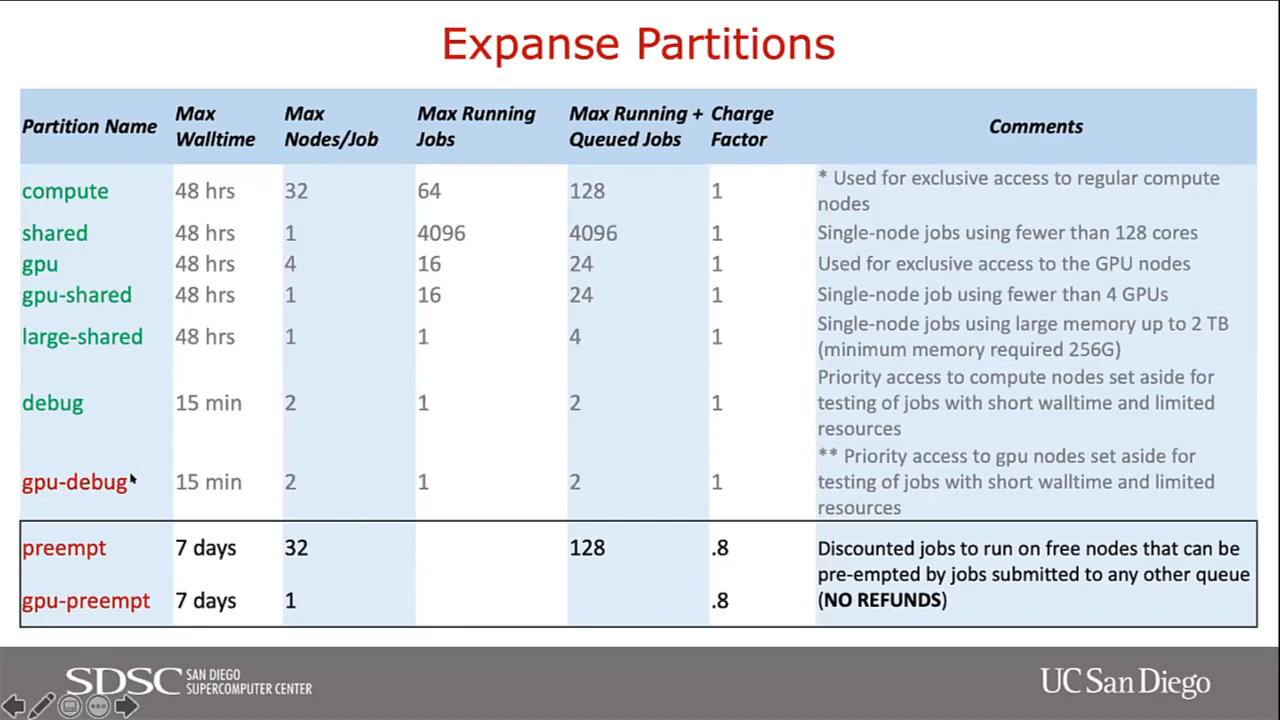 Expanse Partitions
Partition Name Max Walltime Max Nodes/Job Max Running Jobs Max Running + Queued Jobs Charge Factor Comments
compute 48 hrs 32 64 128 1 * Used for exclusive access to regular compute
nodes
shared 48 hrs 1 4096 4096 1 Single-node jobs using fewer than 128 cores
gpu 48 hrs 4 16 24 1 Used for exclusive access to the GPU nodes
gpu-shared 48 hrs 1 16 24 1 Single-node job using fewer than 4 GPUs
large-shared 48 hrs 1 1 4 1 Single-node jobs using large memory up to 2 TB
(minimum memory required 256G)
debug 15 min 2 1 2 1 Priority access to compute nodes set aside for
testing of jobs with short walltime and limited
resources
gpu-debug 15 min 2 1 2 1 ** Priority access to gpu nodes set aside for
testing of jobs with short walltime and limited
resources
preempt 7 days 32 128 .8 Discounted jobs to run on free nodes that can be
pre-empted by jobs submitted to any other queue
gpu-preempt 7 days 1 .8 (NO REFUNDS)
SDSC SAN DIEGO
SUPERCOMPUTER CENTER
UC San Diego